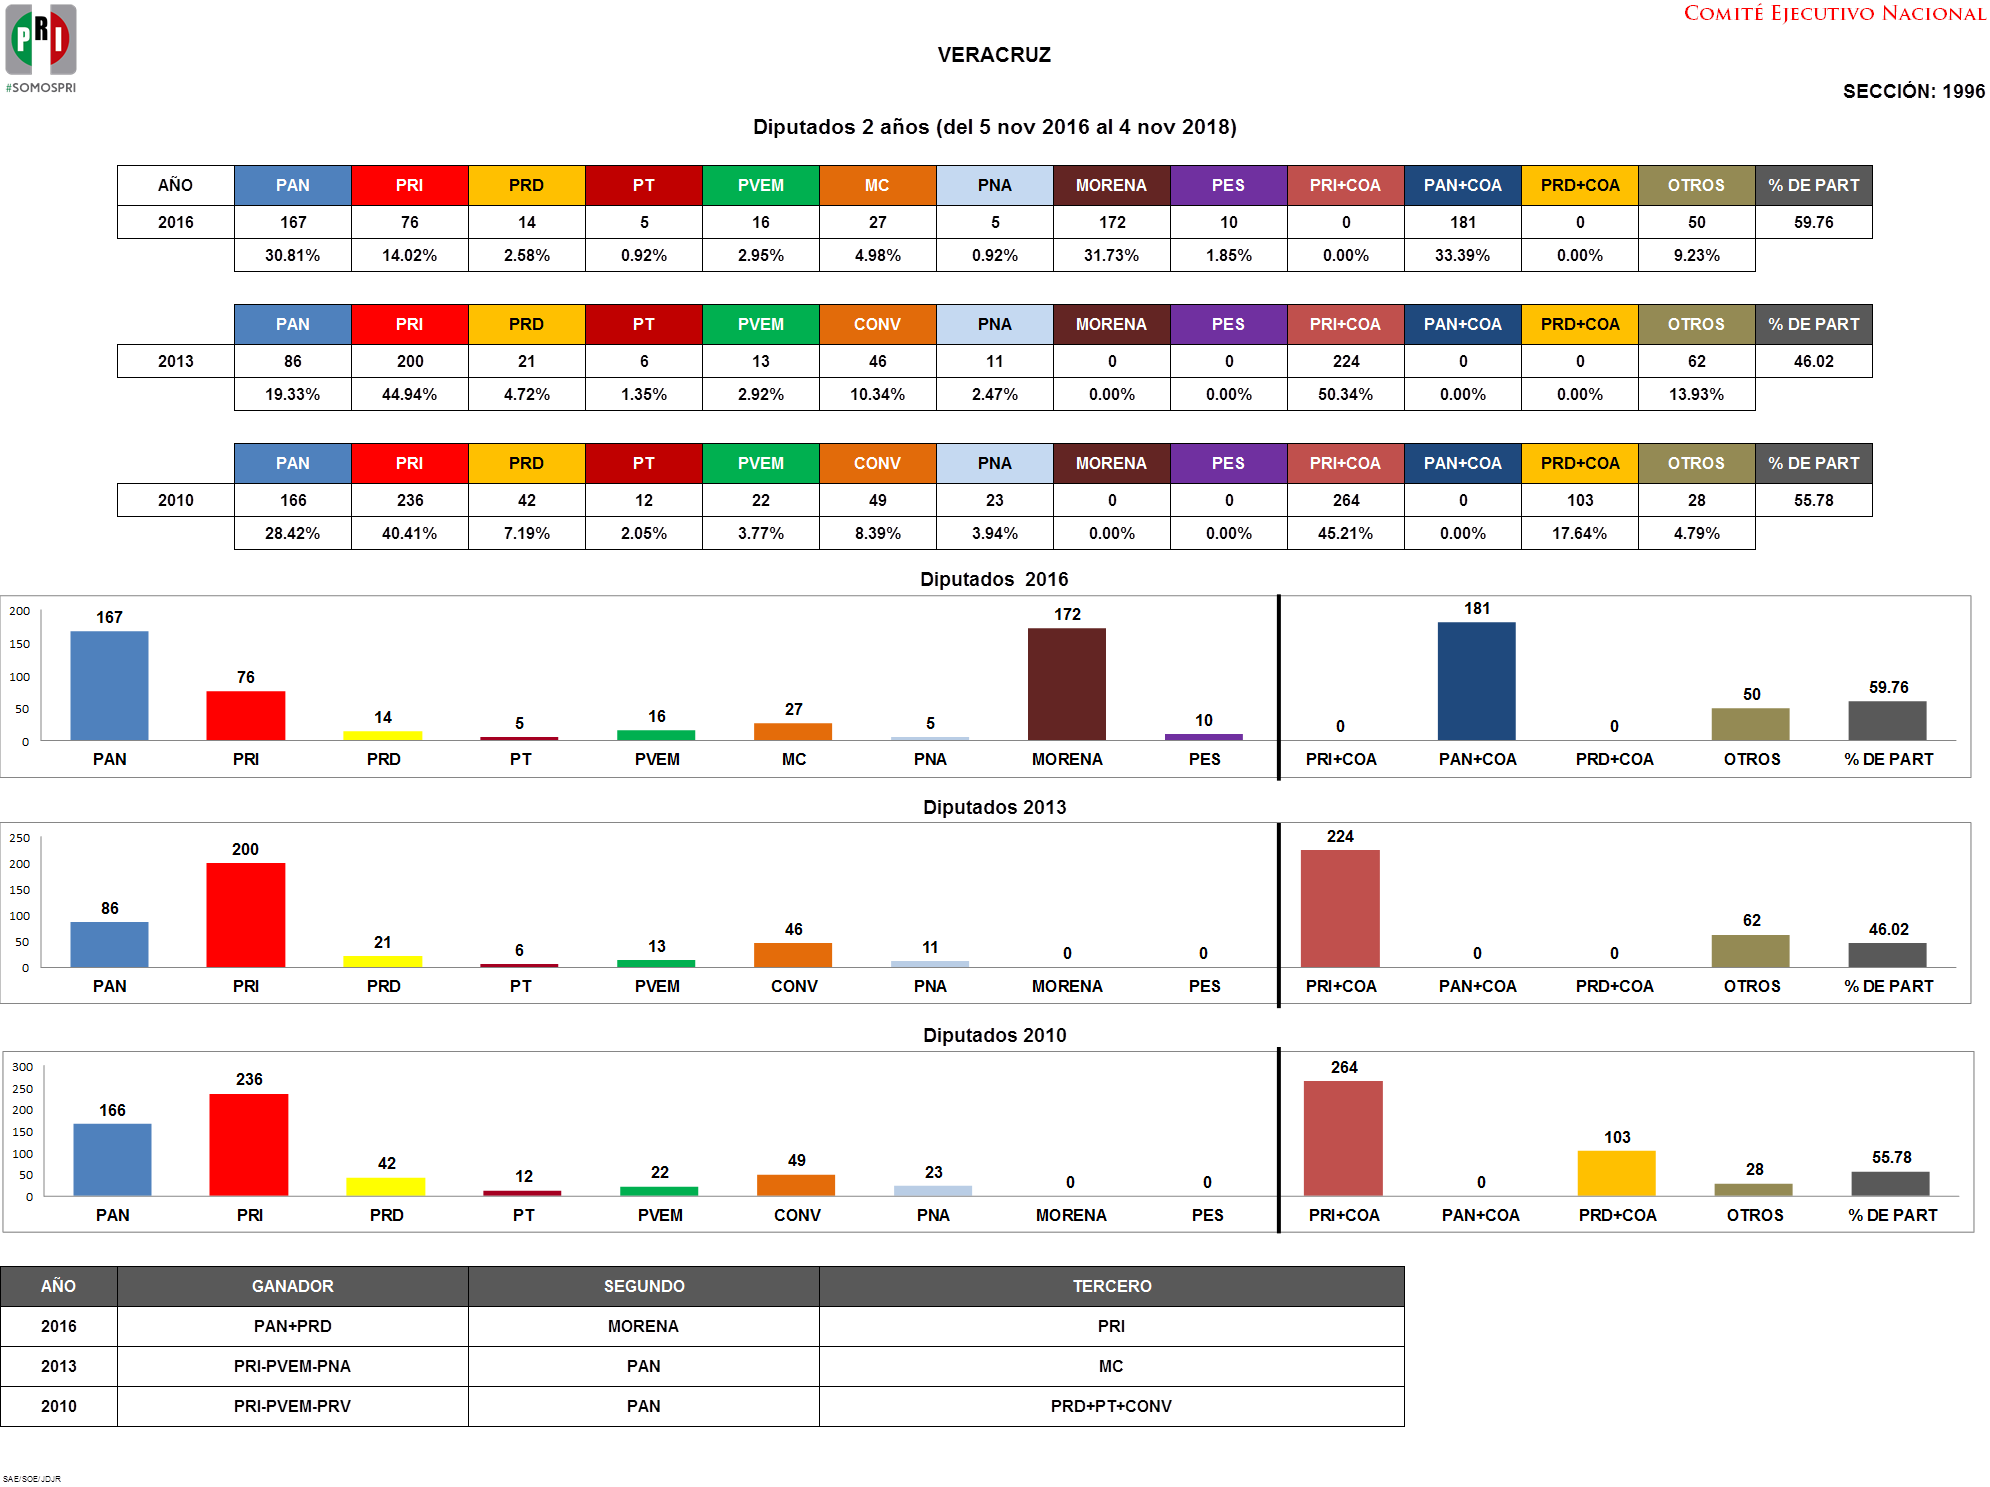 COMITÉ EJECUTIVO NACIONAL
PRI
#SOMOSPRI
VERACRUZ
SECCIÓN: 1996
Diputados 2 años (del 5 nov 2016 al 4 nov 2018)
AÑO PAN PRI PRD PT PVEM MC PNA MORENA PES PRI+COA PAN+COA PRD+COA OTROS % DE PART
2016 167 76 14 5 16 27 5 172 10 0 181 0 50 59.76
30.81% 14.02% 2.58% 0.92% 2.95% 4.98% 0.92% 31.73% 1.85% 0.00% 33.39% 0.00% 9.23%
PAN PRI PRD PT PVEM CONV PNA MORENA PES PRI+COA PAN+COA PRD+COA OTROS % DE PART
2013 86 200 21 6 13 46 11 0 0 224 0 0 62 46.02
19.33% 44.94% 4.72% 1.35% 2.92% 10.34% 2.47% 0.00% 0.00% 50.34% 0.00% 0.00% 13.93%
PAN PRI PRD PT PVEM CONV PNA MORENA PES PRI+COA PAN+COA PRD+COA OTROS % DE PART
2010 166 236 42 12 22 49 23 0 0 264 0 103 28 55.78
28.42% 40.41% 7.19% 2.05% 3.77% 8.39% 3.94% 0.00% 0.00% 45.21% 0.00% 17.64% 4.79%
Diputados 2016
200
150
100
50
0
167 76 14 5 16 27 5 172 10 0 181 0 50 59.76
PAN PRI PRD PT PVEM MC PNA MORENA PES PRI+COA PAN+COA PRD+COA OTROS % DE PART
Diputados 2013
250
200
150
100
50
0
86 200 21 6 13 46 11 0 0 224 0 0 62 46.02
PAN PRI PRD PT PVEM CONV PNA MORENA PES PRI+COA PAN+COA PRD+COA OTROS % DE PART
Diputados 2010
300
250
200
150
100
50
0
166 236 42 12 22 49 23 0 0 264 0 103 28 55.78
PAN PRI PRD PT PVEM CONV PNA MORENA PES PRI+COA PAN+COA PRD+COA OTROS % DE PART
AÑO GANADOR SEGUNDO TERCERO
2016 PAN+PRD MORENA PRI
2013 PRI-PVEM-PNA PAN MC
2010 PRI-PVEM-PRV PAN PRD+PT+CONV
SAE/SOE/JDJR